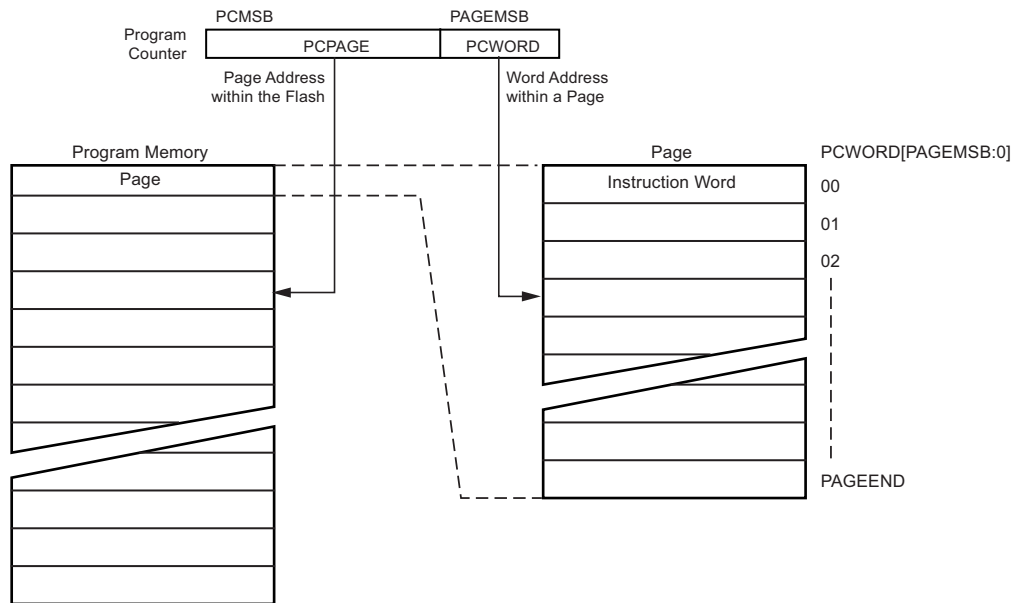 PCMSB PAGEMSB
Program
Counter
PCPAGE PCWORD
Page Address
within the Flash
Word Address
within a Page
Program Memory
Page
Page PCWORD[PAGEMSB:0]
Instruction Word 00
01
02
PAGEEND